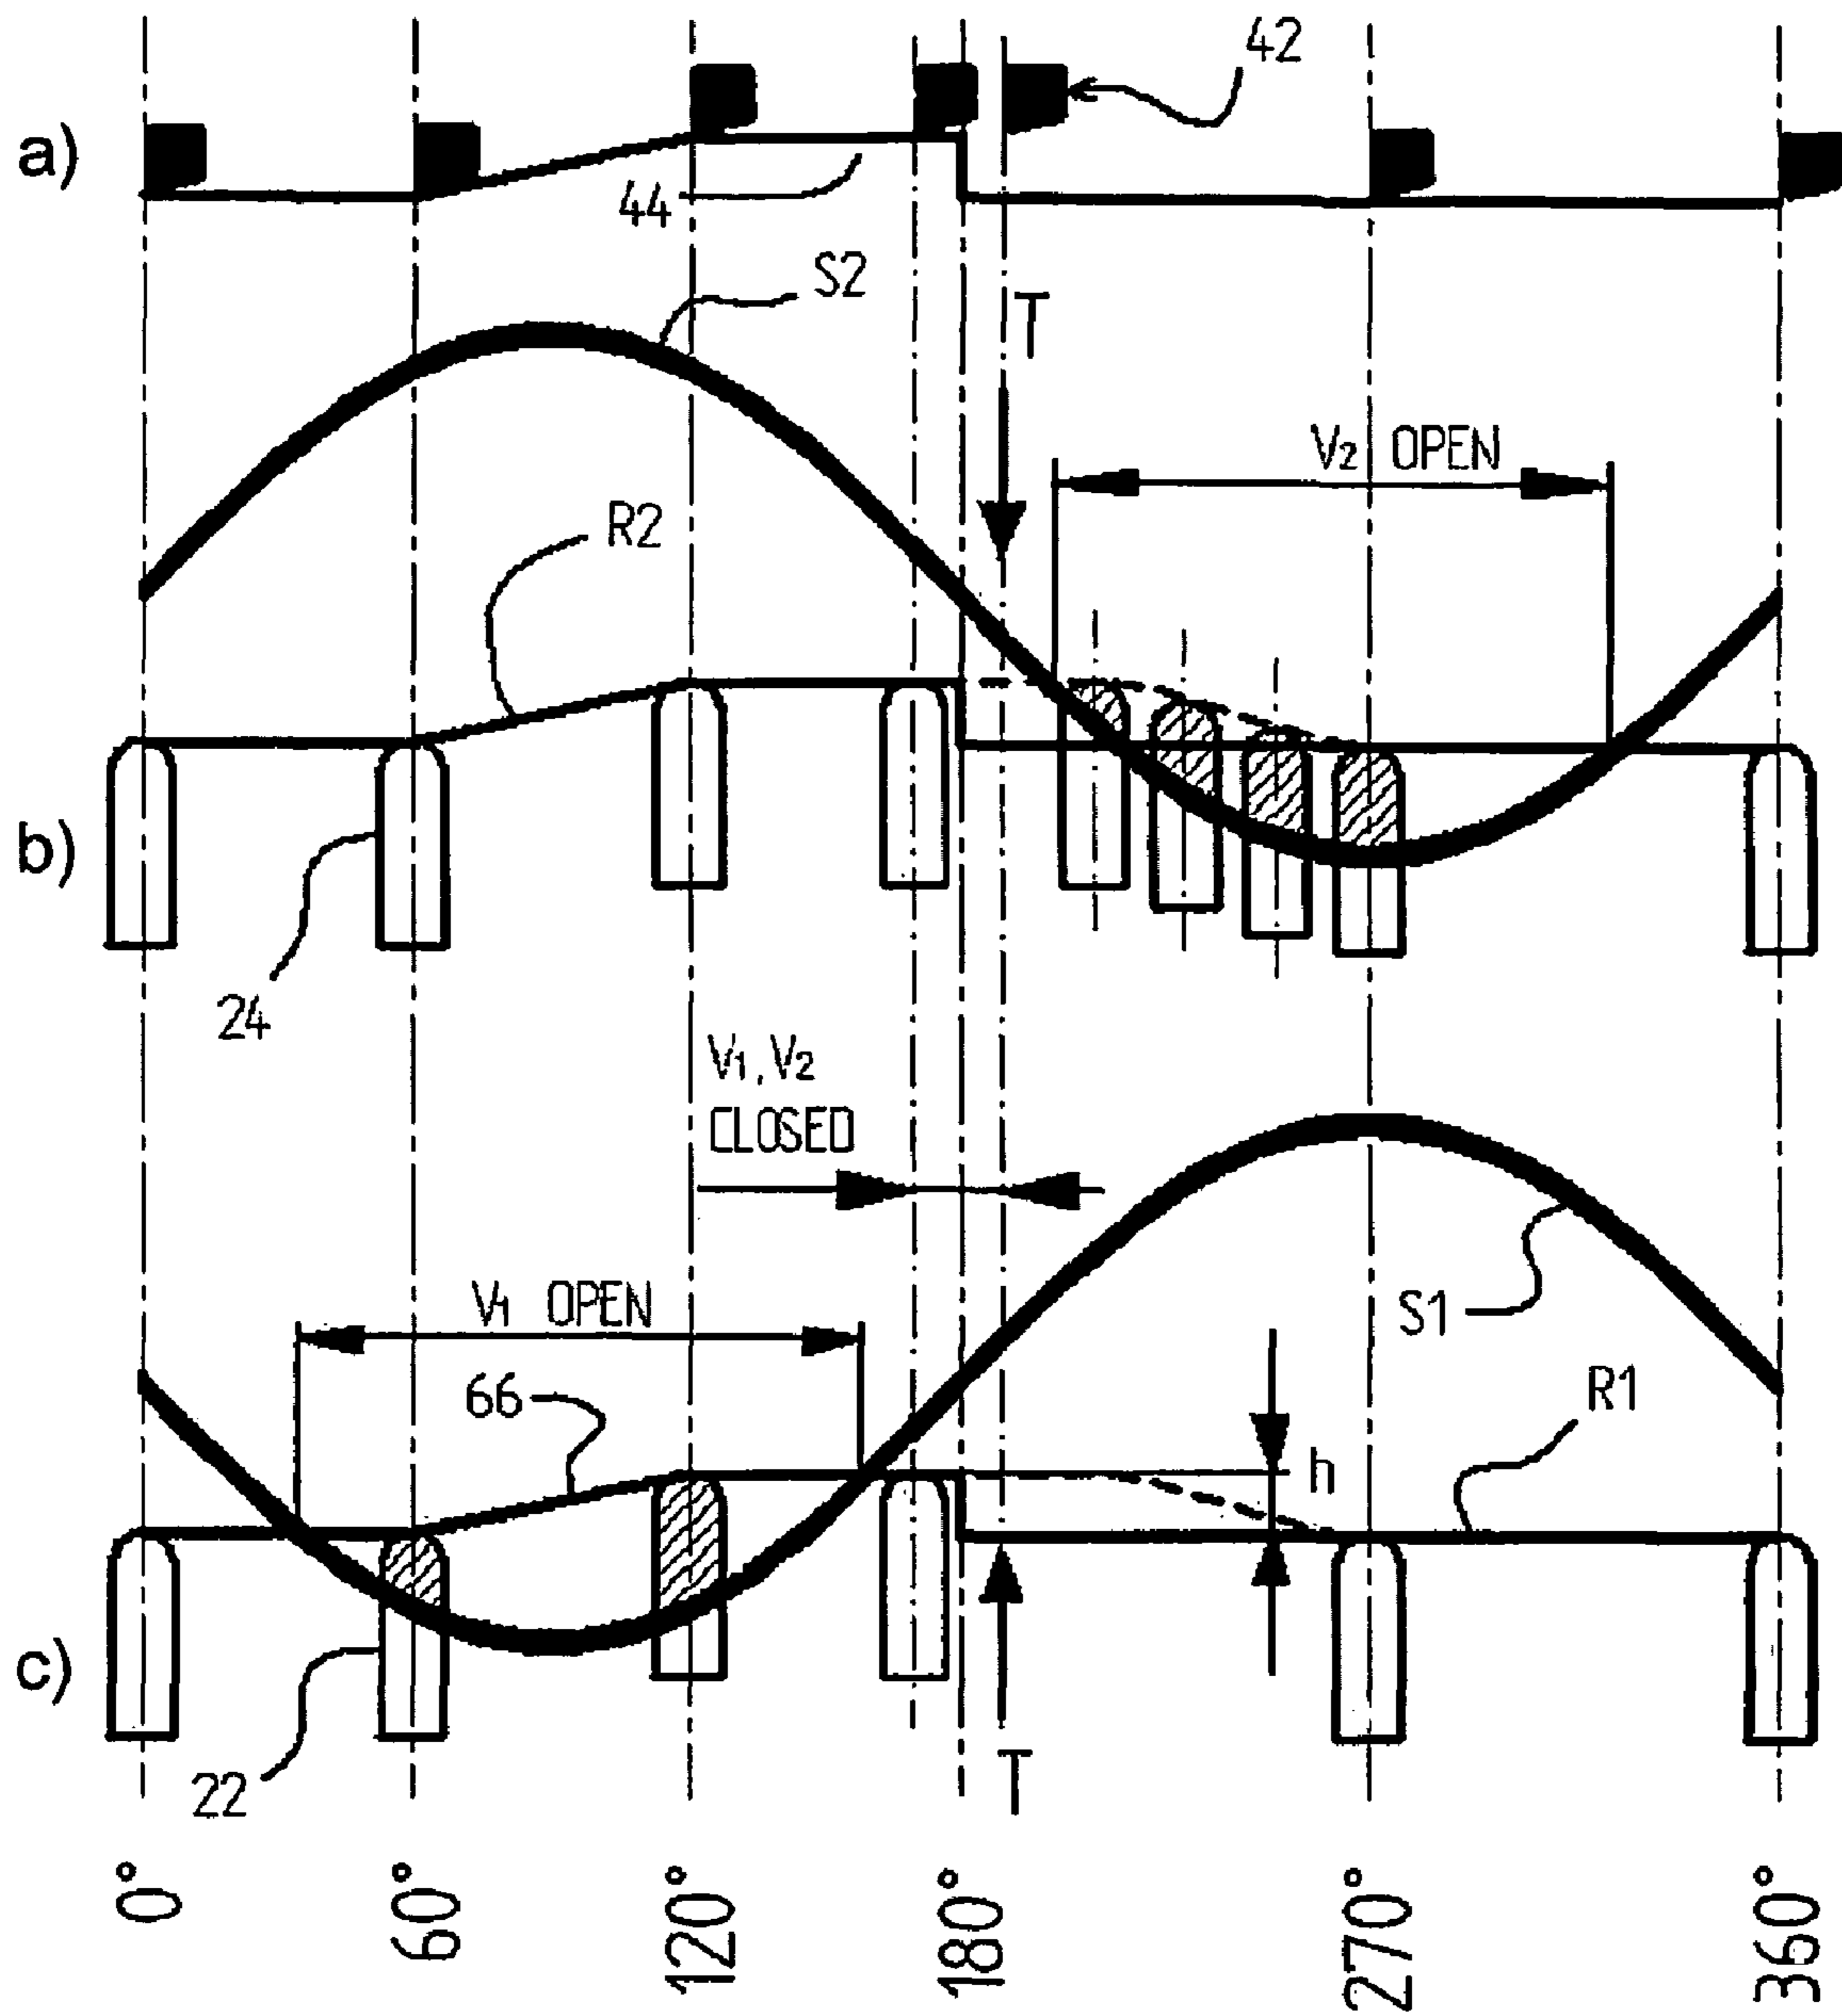 42
a)
44
S2
T
V2 OPEN
R2
b)
24
V1, V2
CLOSED
V1 OPEN
S1
66
R1
h
c)
22
T
0°
60°
120°
180°
270°
360°